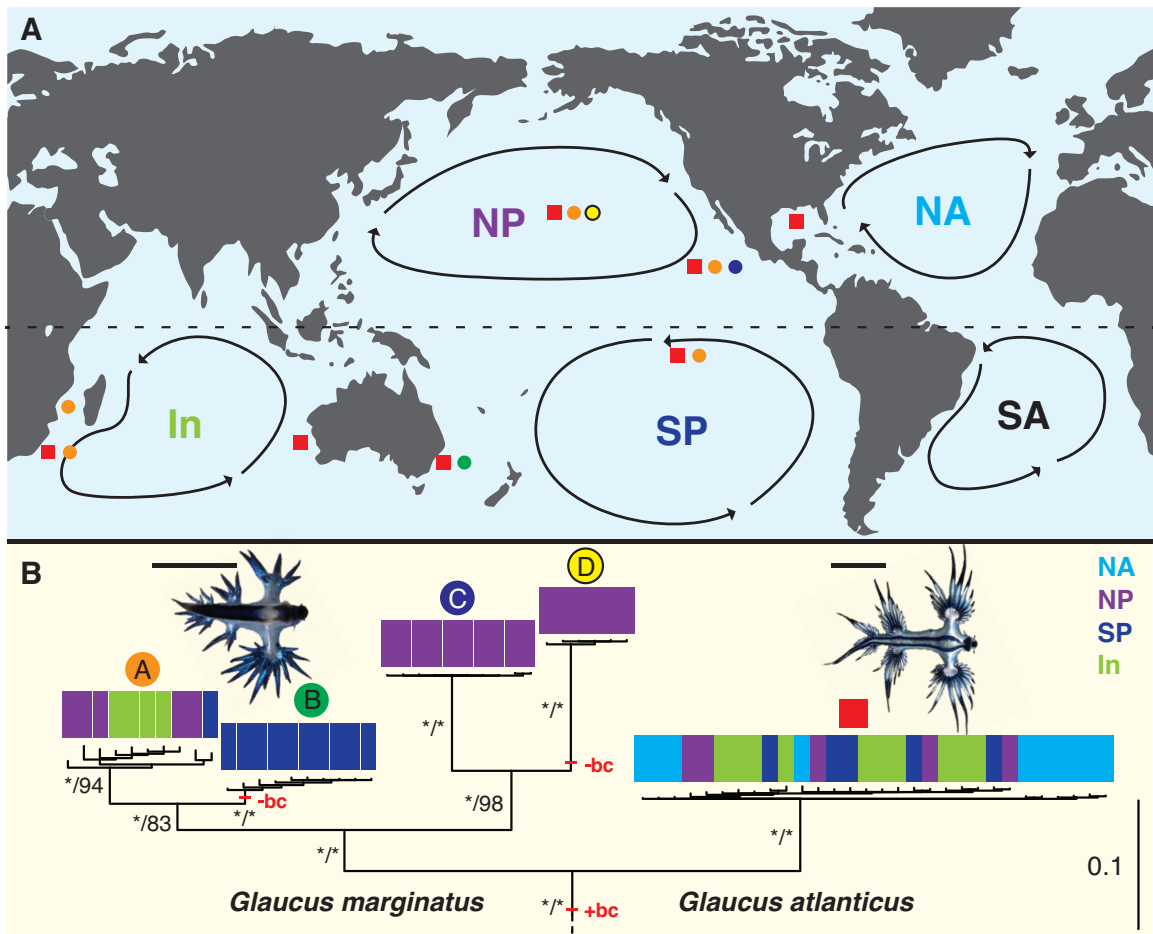 A
NP
NA
In
SP
SA
B
D
NA
C
NP
SP
In
A
B
*/*
*/*
-bc
*/94
-bc
*/98
*/83
*/*
*/*
*/*
0.1
Glaucus marginatus
*/*
+bc
Glaucus atlanticus